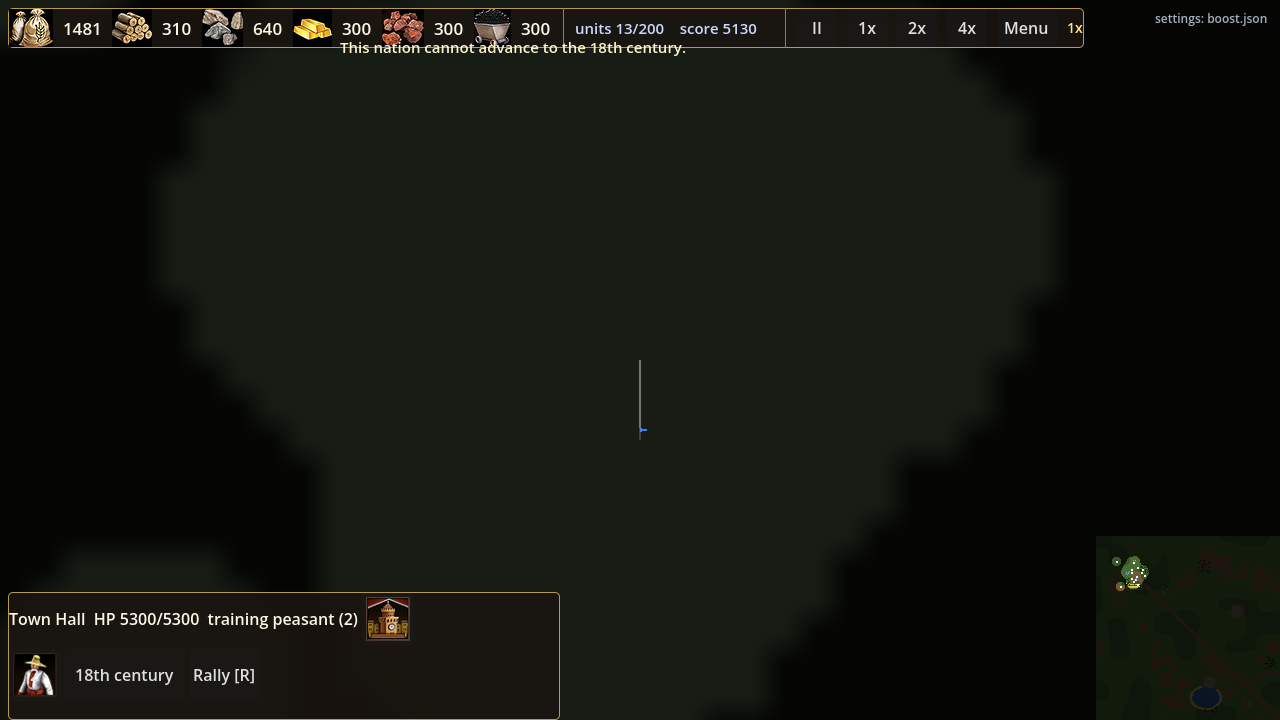 1481 310 640 300 300 300 units 13/200 score 5130 II 1x 2x 4x Menu 1x
settings: boost.json
This nation cannot advance to the 18th century.
Town Hall HP 5300/5300 training peasant (2)
18th century Rally [R]